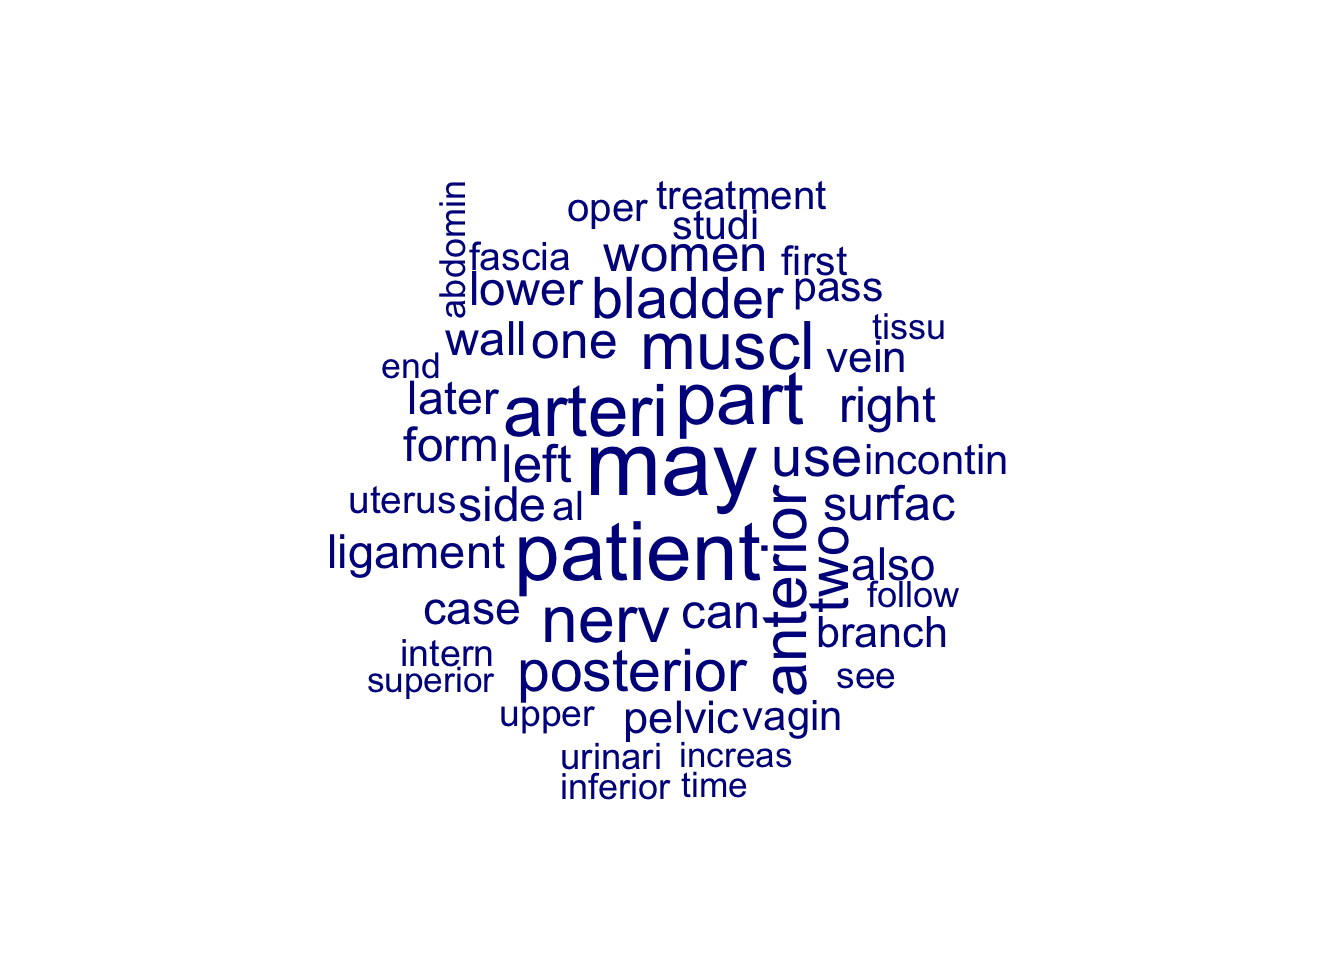 abdomin
oper treatment
studi
fascia women first
lower bladder pass
wall one muscl vein tissu
end
later arteri part right
form left may use incontin
uterus side al anterior surfac
ligament patient two also
follow
case nerv can branch
intern
superior posterior see
upper pelvic vagin
urinari increas
inferior time